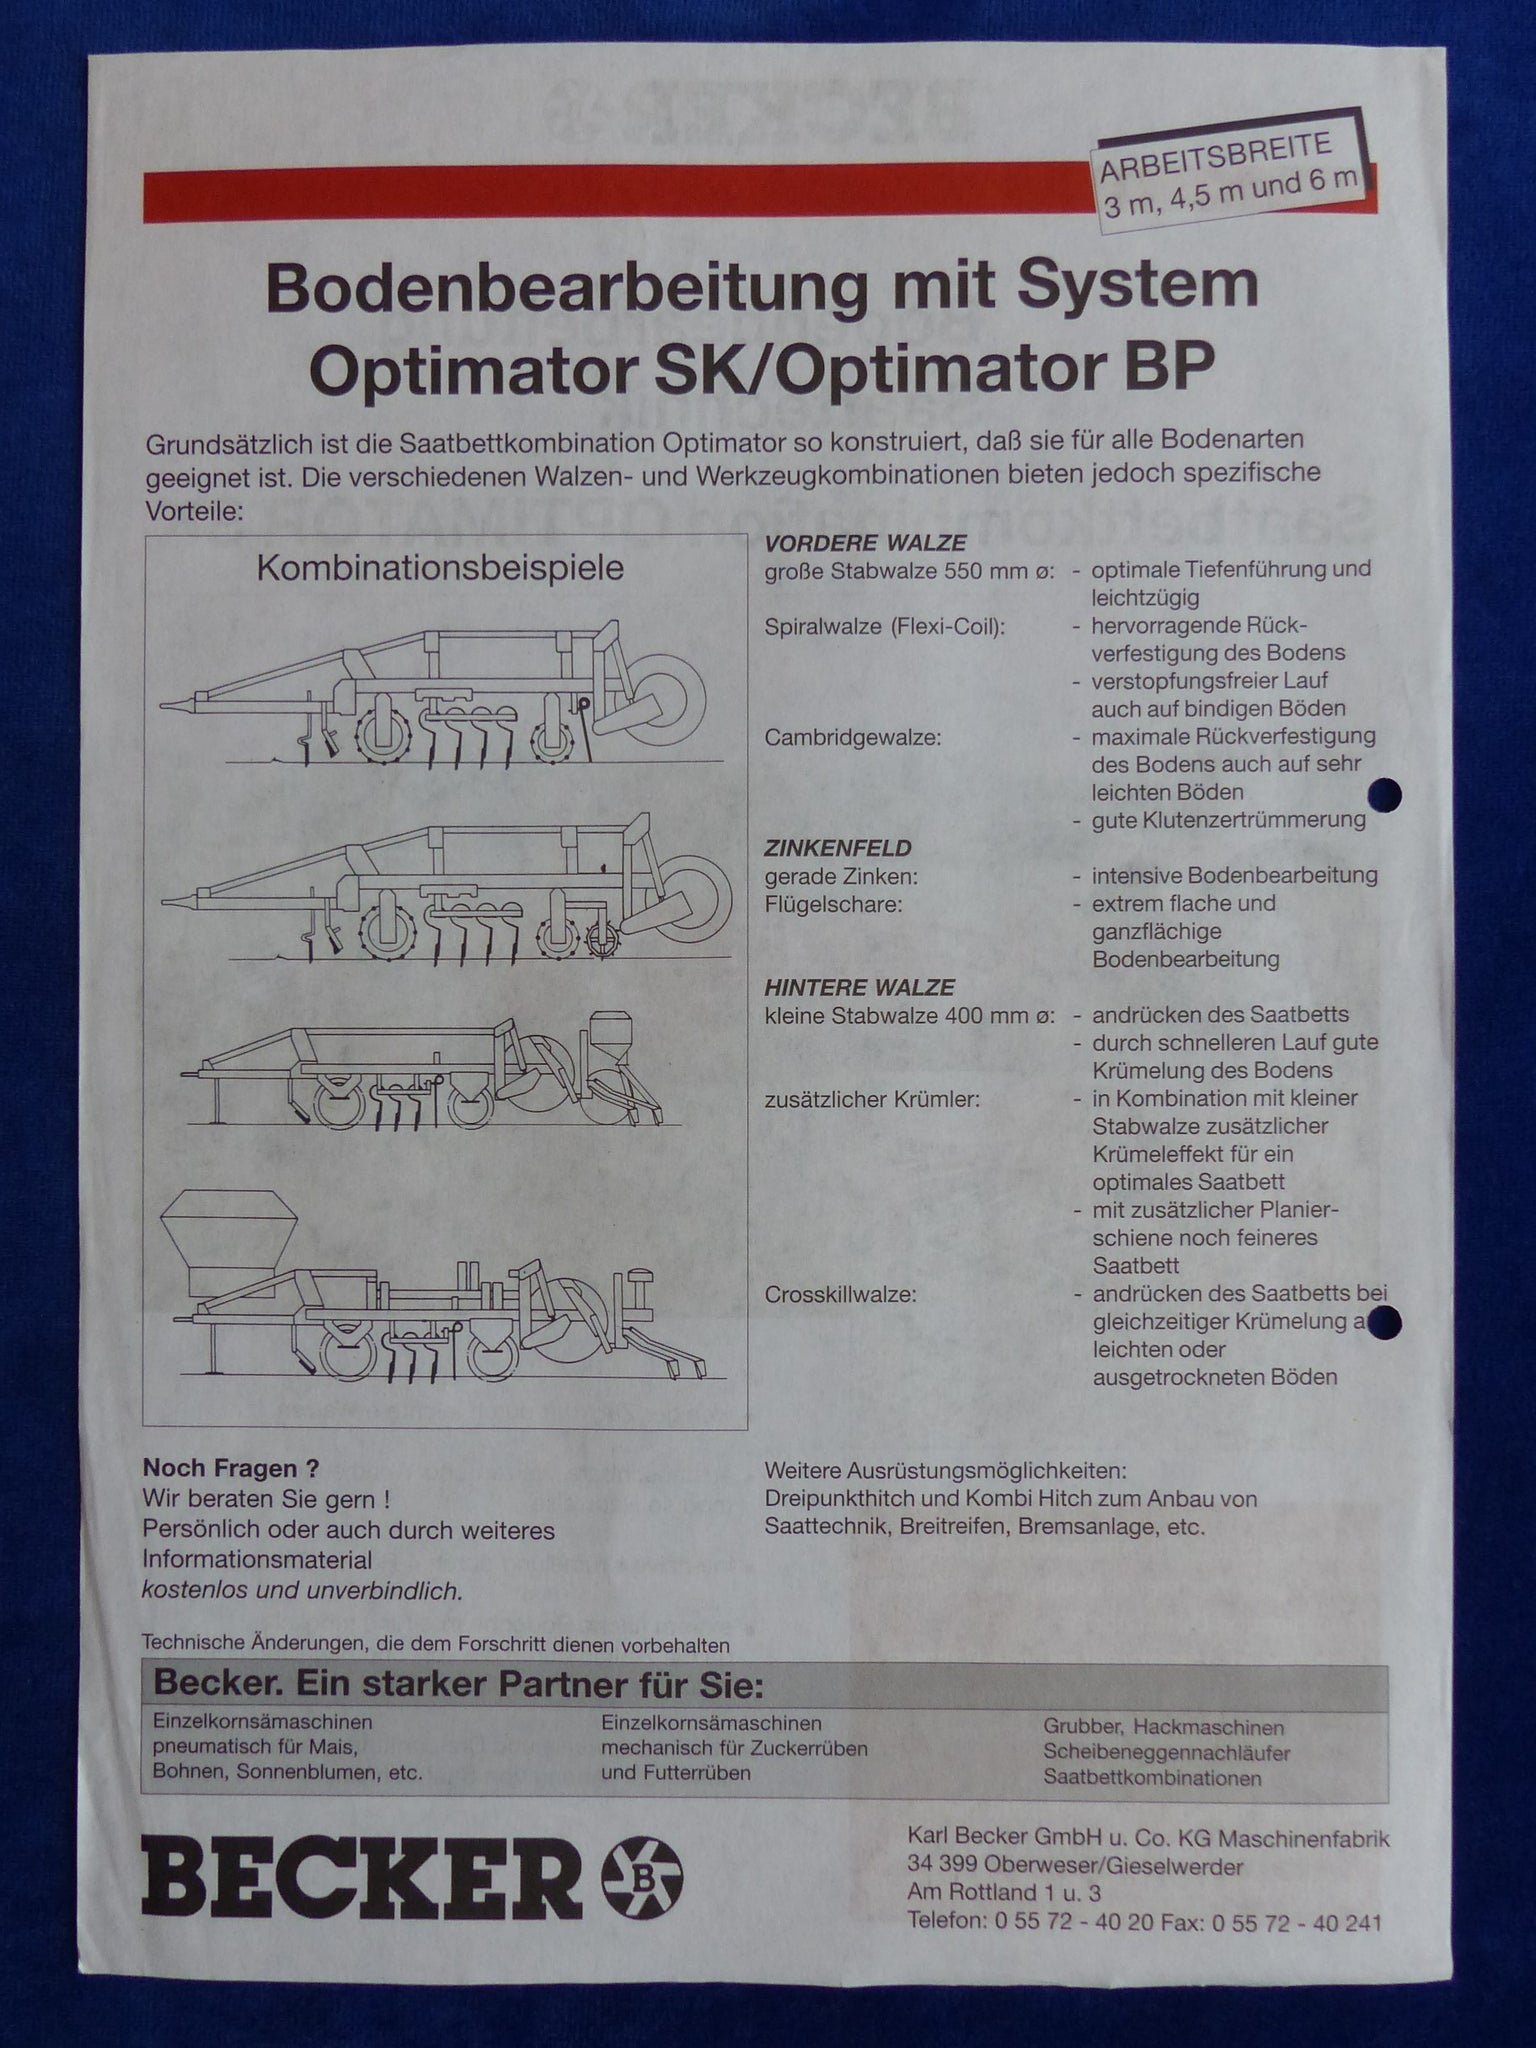 ARBEITSBREITE
3 m, 4,5 m und 6 m
Bodenbearbeitung mit System
Optimator SK/Optimator BP
Grundsätzlich ist die Saatbettkombination Optimator so konstruiert, daß sie für alle Bodenarten
geeignet ist. Die verschiedenen Walzen- und Werkzeugkombinationen bieten jedoch spezifische
Vorteile:
Kombinationsbeispiele
VORDERE WALZE
große Stabwalze 550 mm ø: - optimale Tiefenführung und
leichtzügig
Spiralwalze (Flexi-Coil): - hervorragende Rück-
verfestigung des Bodens
- verstopfungsfreier Lauf
auch auf bindigen Böden
Cambridgewalze: - maximale Rückverfestigung
des Bodens auch auf sehr
leichten Böden
- gute Klutenzertrümmerung
ZINKENFELD
gerade Zinken: - intensive Bodenbearbeitung
Flügelschare: - extrem flache und
ganzflächige
Bodenbearbeitung
HINTERE WALZE
kleine Stabwalze 400 mm ø: - andrücken des Saatbetts
- durch schnelleren Lauf gute
Krümelung des Bodens
zusätzlicher Krümler: - in Kombination mit kleiner
Stabwalze zusätzlicher
Krümeleffekt für ein
optimales Saatbett
- mit zusätzlicher Planier-
schiene noch feineres
Saatbett
Crosskillwalze: - andrücken des Saatbetts bei
gleichzeitiger Krümelung
leichten oder
ausgetrockneten Böden
Noch Fragen ?
Wir beraten Sie gern !
Persönlich oder auch durch weiteres
Informationsmaterial
kostenlos und unverbindlich.
Weitere Ausrüstungsmöglichkeiten:
Dreipunkthitch und Kombi Hitch zum Anbau von
Saattechnik, Breitreifen, Bremsanlage, etc.
Technische Änderungen, die dem Forschritt dienen vorbehalten
Becker. Ein starker Partner für Sie:
Einzelkornsämaschinen
pneumatisch für Mais,
Bohnen, Sonnenblumen, etc.
Einzelkornsämaschinen
mechanisch für Zuckerrüben
und Futterrüben
Grubber, Hackmaschinen
Scheibeneggennachläufer
Saatbettkombinationen
BECKER B
Karl Becker GmbH u. Co. KG Maschinenfabrik
34 399 Oberweser/Gieselwerder
Am Rottland 1 u. 3
Telefon: 0 55 72 - 40 20 Fax: 0 55 72 - 40 241